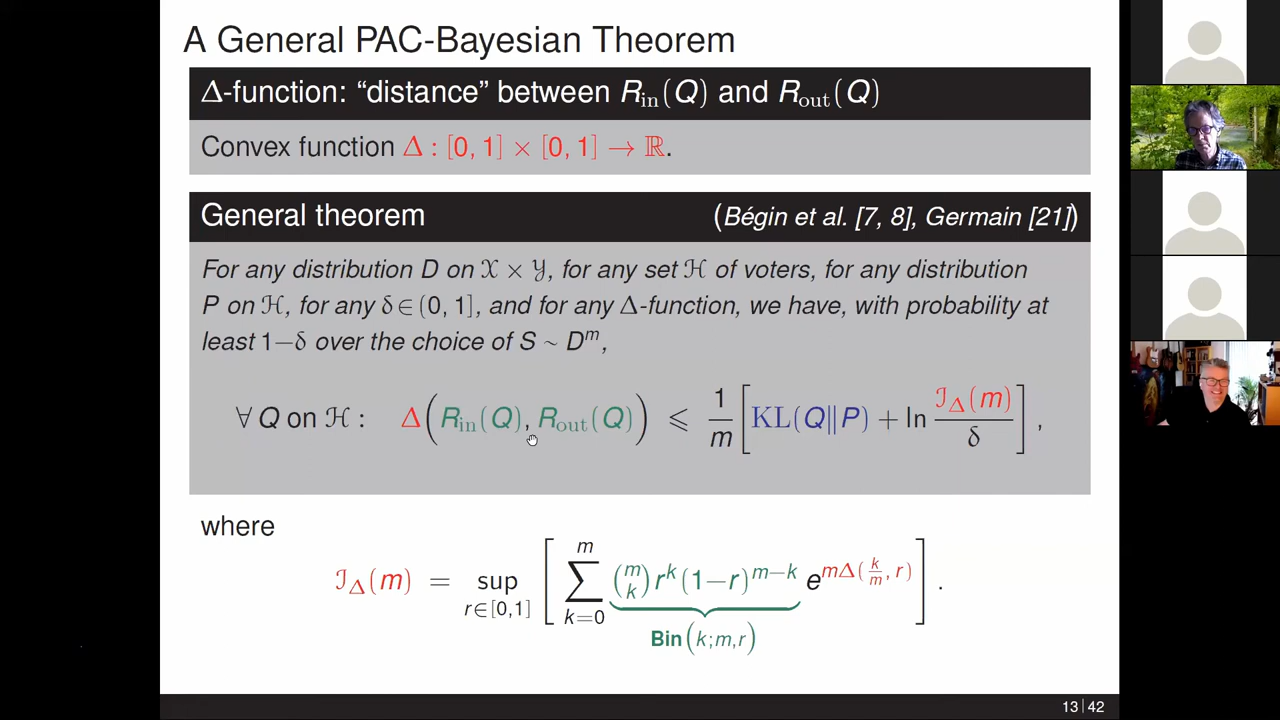 A General PAC-Bayesian Theorem
Δ-function: “distance” between R_in(Q) and R_out(Q)
Convex function Δ : [0, 1] × [0, 1] → ℝ.
General theorem (Bégin et al. [7, 8], Germain [21])
For any distribution D on 𝒳 × 𝒴, for any set ℋ of voters, for any distribution
P on ℋ, for any δ∈(0, 1], and for any Δ-function, we have, with probability at
least 1−δ over the choice of S ∼ D^m,
∀ Q on ℋ : Δ(R_in(Q), R_out(Q)) ⩽ 1/m [KL(Q‖P) + ln ℐ_Δ(m)/δ] ,
where
ℐ_Δ(m) = sup_{r∈[0,1]} [ ∑_{k=0}^{m} (m k) r^k(1−r)^{m−k} e^{mΔ(k/m, r)} ] .
Bin(k;m,r)
13 | 42